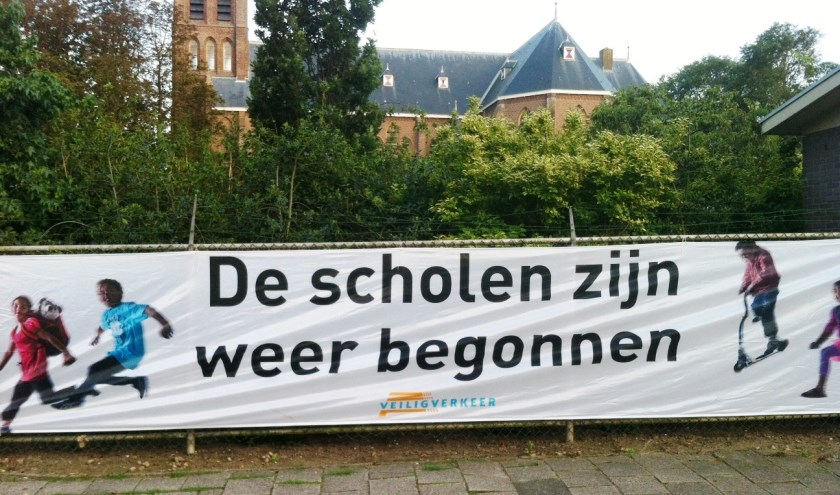 De scholen zijn
weer begonnen
VEILIGVERKEER